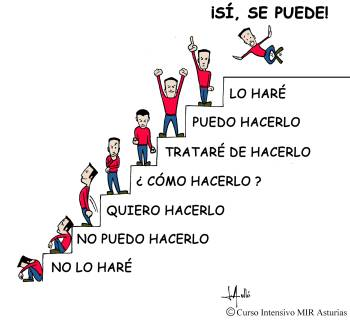 ¡SÍ, SE PUEDE!
LO HARÉ
PUEDO HACERLO
TRATARÉ DE HACERLO
¿ CÓMO HACERLO ?
QUIERO HACERLO
NO PUEDO HACERLO
NO LO HARÉ
© Curso Intensivo MIR Asturias